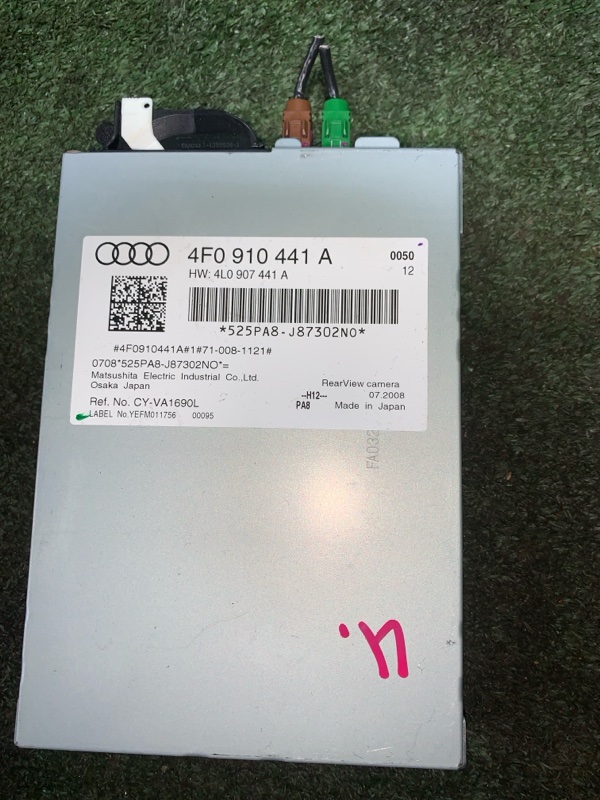 4F0 910 441 A
0050
HW: 4L0 907 441 A
12
*525PA8-J87302N0*
#4F0910441A#1#71-008-1121#
0708*525PA8-J87302NO*=
Matsushita Electric Industrial Co.,Ltd.
Osaka Japan
RearView camera
--H12---
07.2008
Ref. No. CY-VA1690L
PA8
Made in Japan
LABEL No.YEFM011756
00095